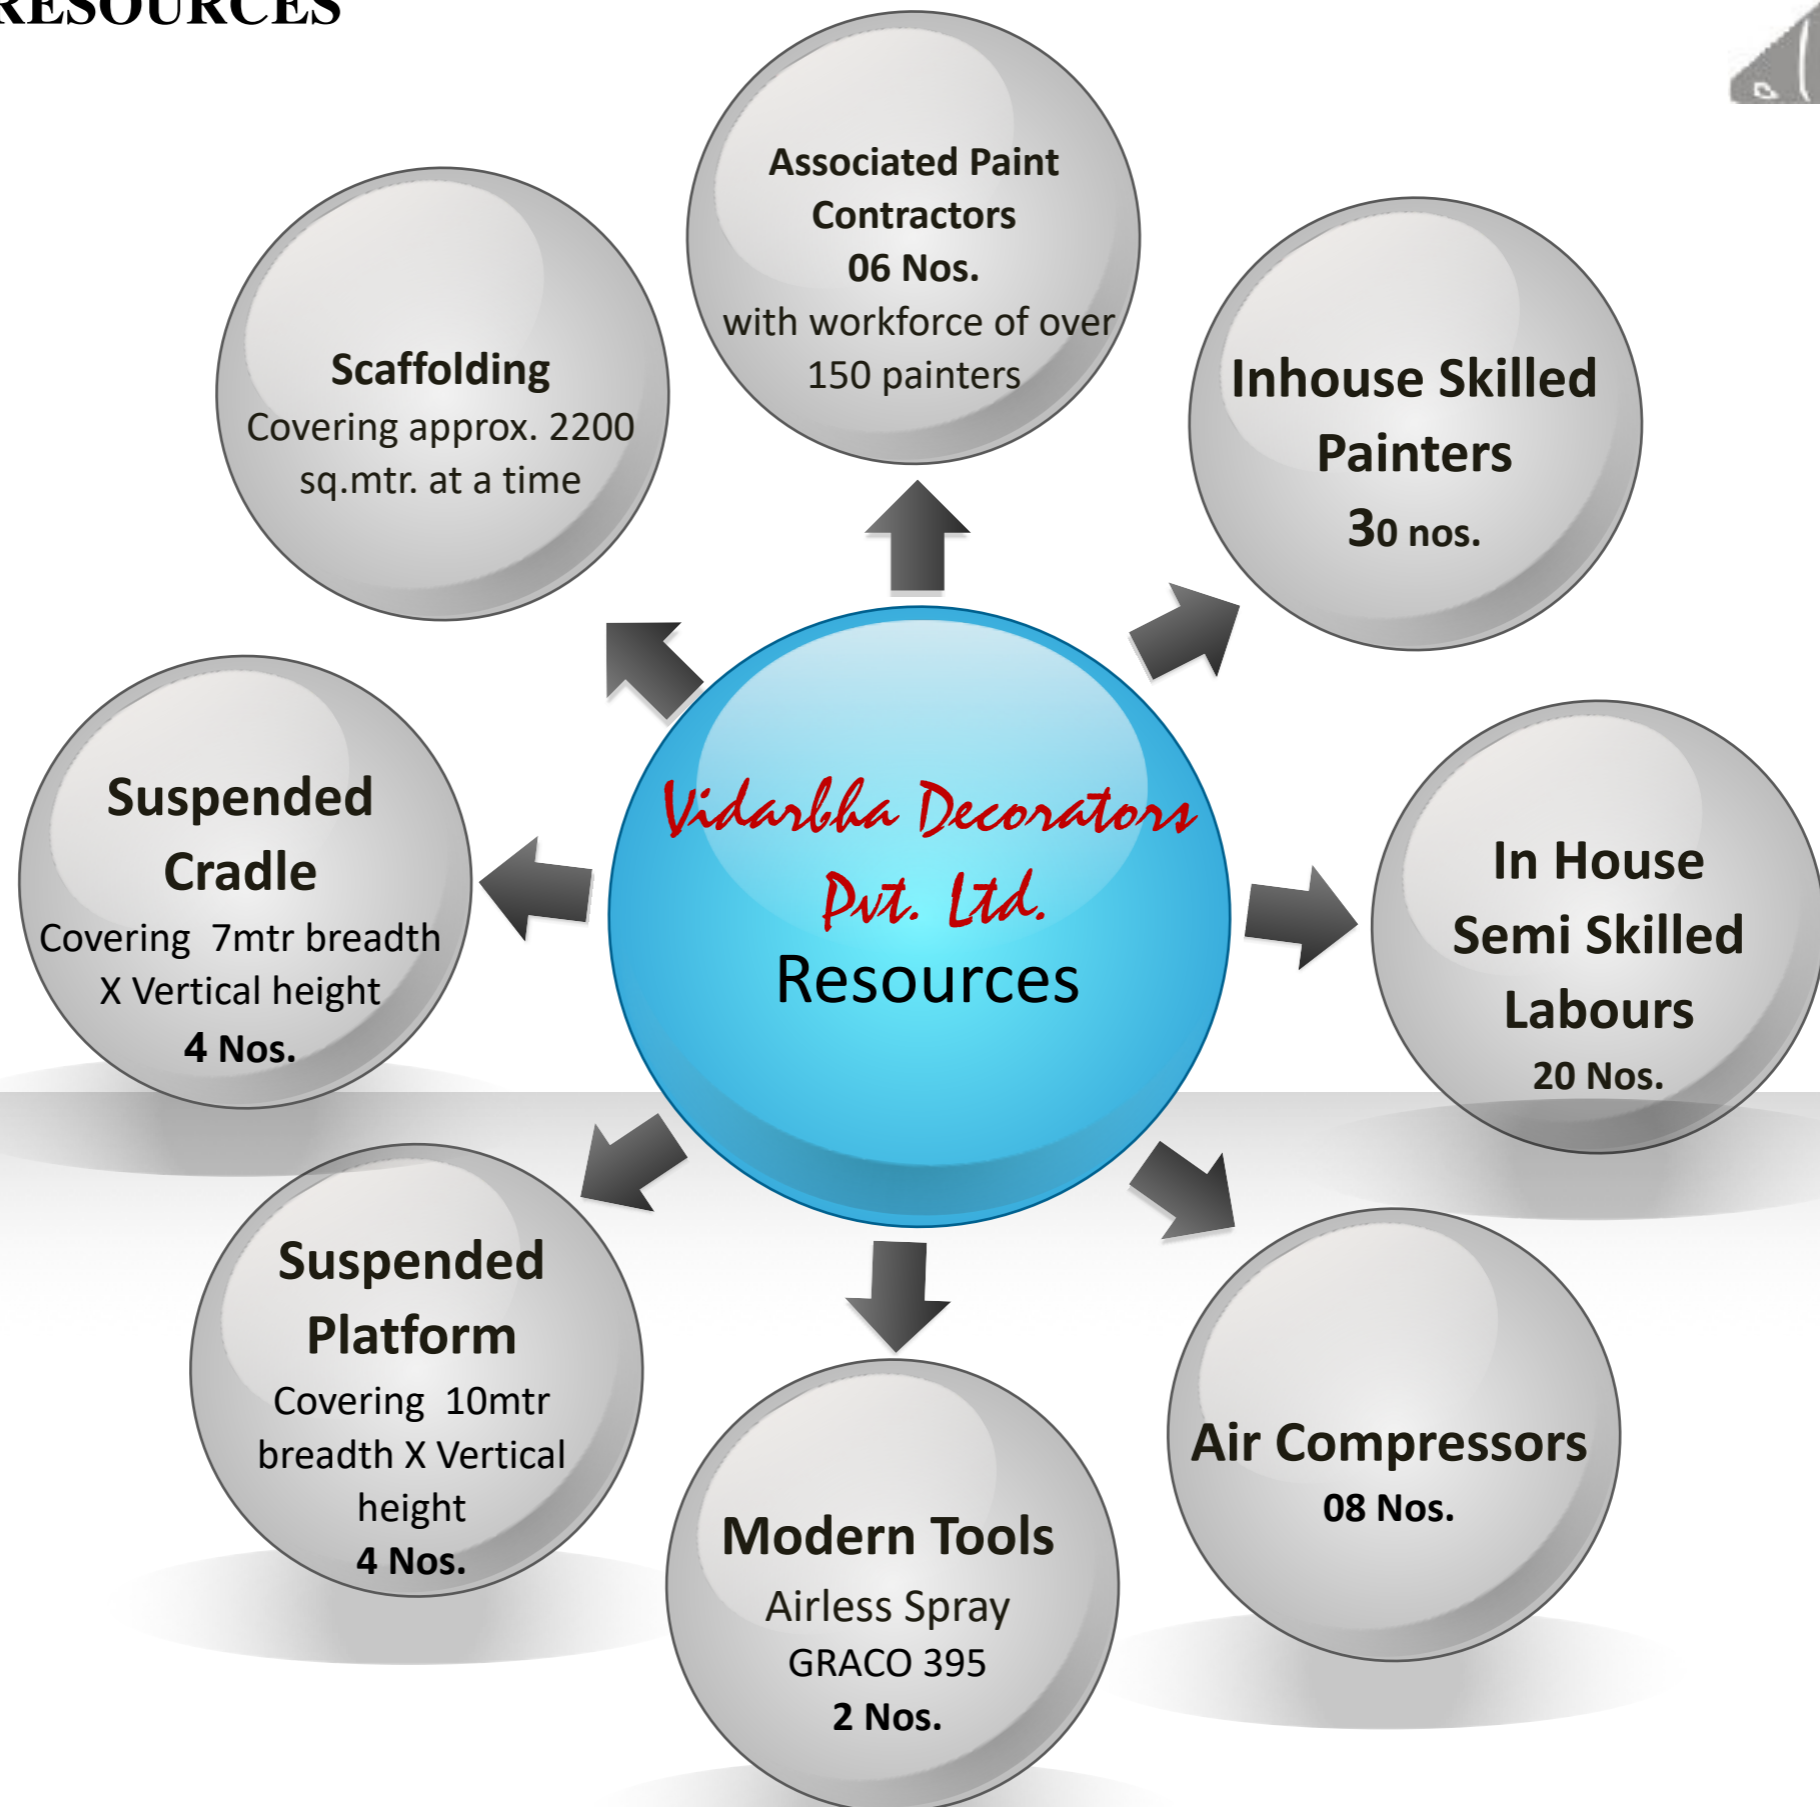 RESOURCES
Associated Paint
Contractors
06 Nos.
with workforce of over
150 painters
Inhouse Skilled
Painters
30 nos.
In House
Semi Skilled
Labours
20 Nos.
Air Compressors
08 Nos.
Modern Tools
Airless Spray
GRACO 395
2 Nos.
Suspended
Platform
Covering 10mtr
breadth X Vertical
height
4 Nos.
Suspended
Cradle
Covering 7mtr breadth
X Vertical height
4 Nos.
Scaffolding
Covering approx. 2200
sq.mtr. at a time
Vidarbha Decorators
Pvt. Ltd.
Resources